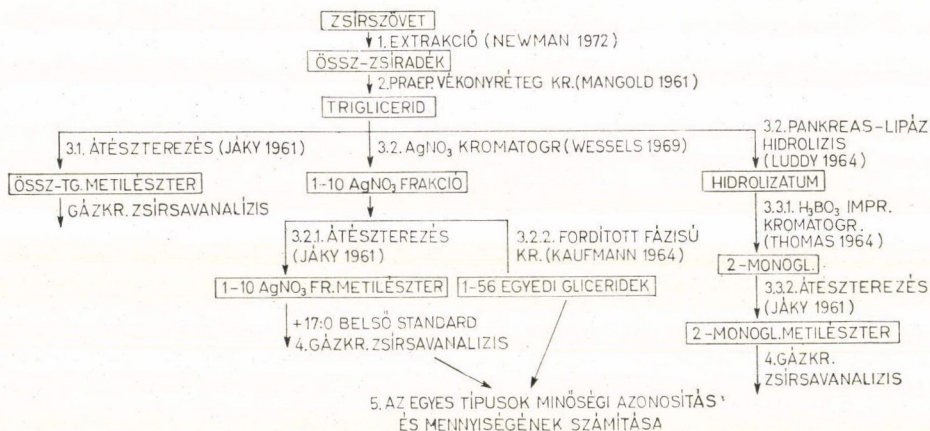 ZSÍRSZÖVET
1. EXTRAKCIÓ (NEWMAN 1972)
ÖSSZ-ZSÍRADÉK
2. PRAEP. VÉKONYRÉTEG KR.(MANGOLD 1961)
TRIGLICERID
3.1. ÁTÉSZTEREZÉS (JÁKY 1961)
ÖSSZ-TG. METILÉSZTER
GÁZKR. ZSÍRSAVANALÍZIS
3.2. AgNO₃ KROMATOGR (WESSELS 1969)
1-10 AgNO₃ FRAKCIÓ
3.2.1. ÁTÉSZTEREZÉS
(JÁKY 1961)
1-10 AgNO₃ FR. METILÉSZTER
+17:0 BELSŐ STANDARD
4. GÁZKR. ZSÍRSAVANALIZIS
3.2.2. FORDÍTOTT FÁZISÚ
KR.(KAUFMANN 1964)
1-56 EGYEDI GLICERIDEK
5. AZ EGYES TÍPUSOK MINŐSÉGI AZONOSÍTÁS
ÉS MENNYISÉGÉNEK SZÁMÍTÁSA
3.2. PANKREAS-LIPÁZ
HIDROLIZIS
(LUDDY 1964)
HIDROLIZATUM
3.3.1. H₃BO₃ IMPR.
KROMATOGR.
(THOMAS 1964)
2-MONOGL.
3.3.2. ÁTÉSZTEREZÉS
(JÁKY 1961)
2-MONOGL. METILÉSZTER
4. GÁZKR.
ZSÍRSAVANALIZIS